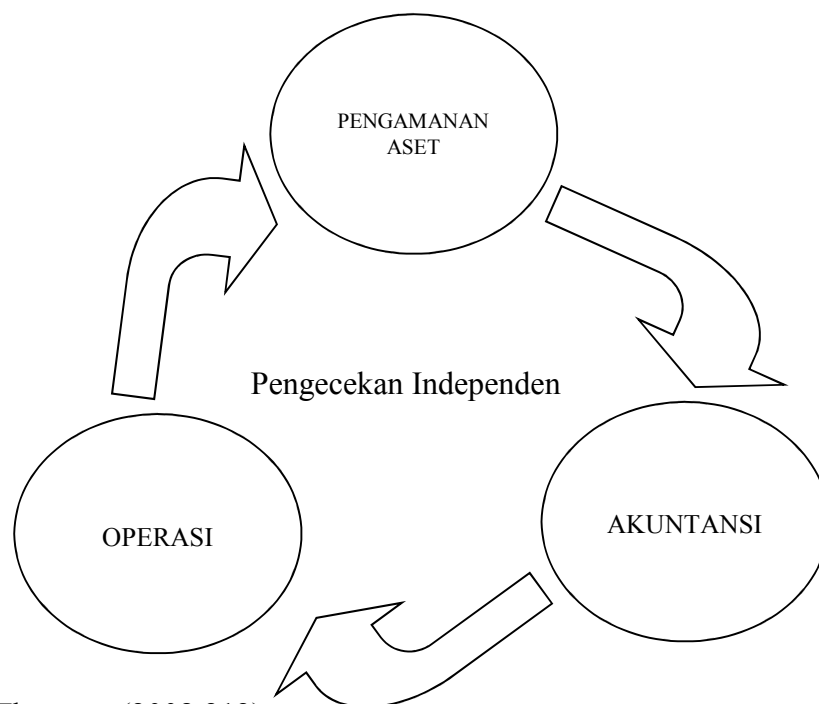 PENGAMANAN
ASET
Pengecekan Independen
OPERASI
AKUNTANSI